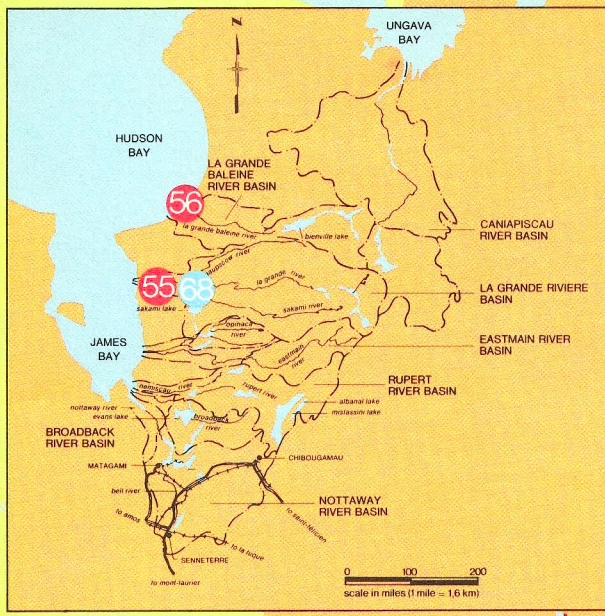 UNGAVA
BAY
N
HUDSON
BAY
LA GRANDE
BALEINE
RIVER BASIN
56
la grande baleine river
bienville lake
CANIAPISCAU
RIVER BASIN
55
68
la grande river
LA GRANDE RIVIERE
BASIN
sakami lake
sakami river
opinaca
river
JAMES
BAY
eastmain
river
EASTMAIN RIVER
BASIN
nemiscau river
rupert river
RUPERT
RIVER BASIN
nottaway river
evans lake
albanal lake
mistassini lake
broadback
river
BROADBACK
RIVER BASIN
MATAGAMI
CHIBOUGAMAU
bell river
NOTTAWAY
RIVER BASIN
to amos
to saint-félicien
to la tuque
SENNETERRE
to mont-laurier
0 100 200
scale in miles (1 mile = 1,6 km)